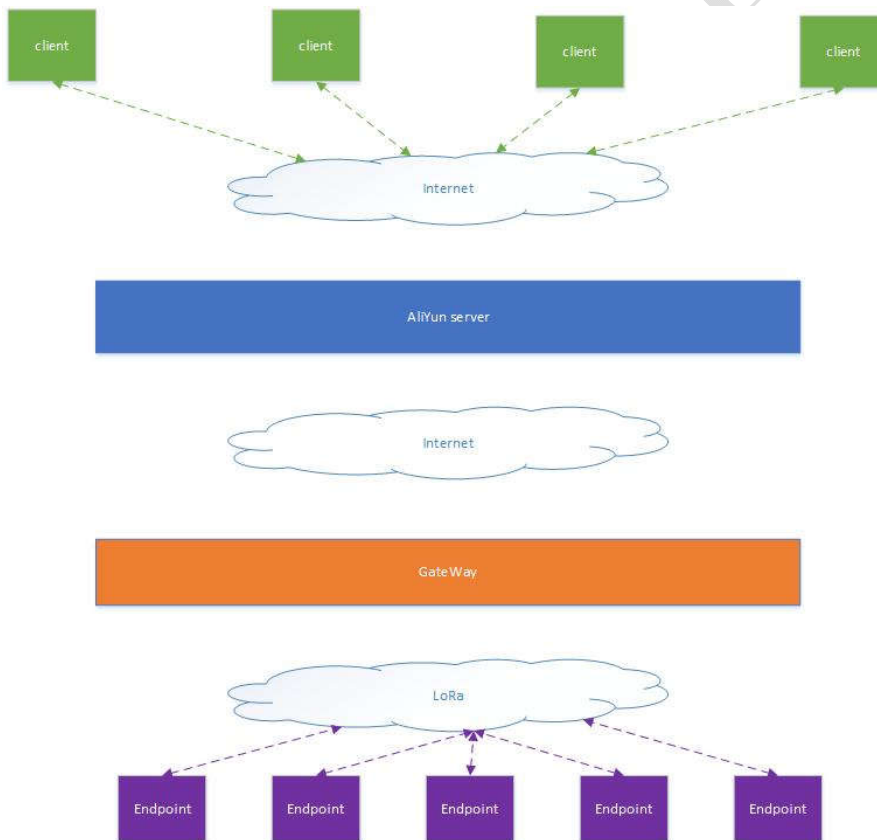 client
client
client
client
Internet
AliYun server
Internet
GateWay
LoRa
Endpoint
Endpoint
Endpoint
Endpoint
Endpoint